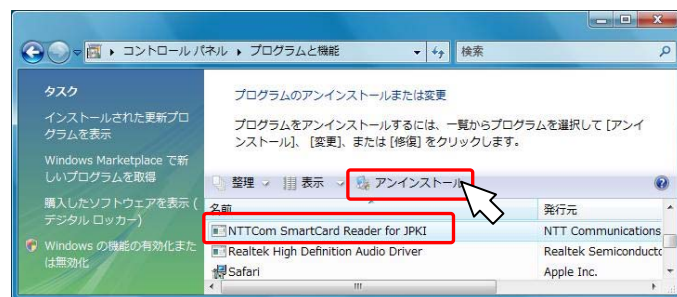 コントロール パネル ▸ プログラムと機能
検索
タスク
インストールされた更新プロ
グラムを表示
Windows Marketplace で新
しいプログラムを取得
購入したソフトウェアを表示 (
デジタル ロッカー)
Windows の機能の有効化また
は無効化
プログラムのアンインストールまたは変更
プログラムをアンインストールするには、一覧からプログラムを選択して [アンイ
ンストール]、[変更]、または [修復] をクリックします。
整理 表示 アンインストール
名前 発行元
NTTCom SmartCard Reader for JPKI NTT Communications
Realtek High Definition Audio Driver Realtek Semiconduct
Safari Apple Inc.